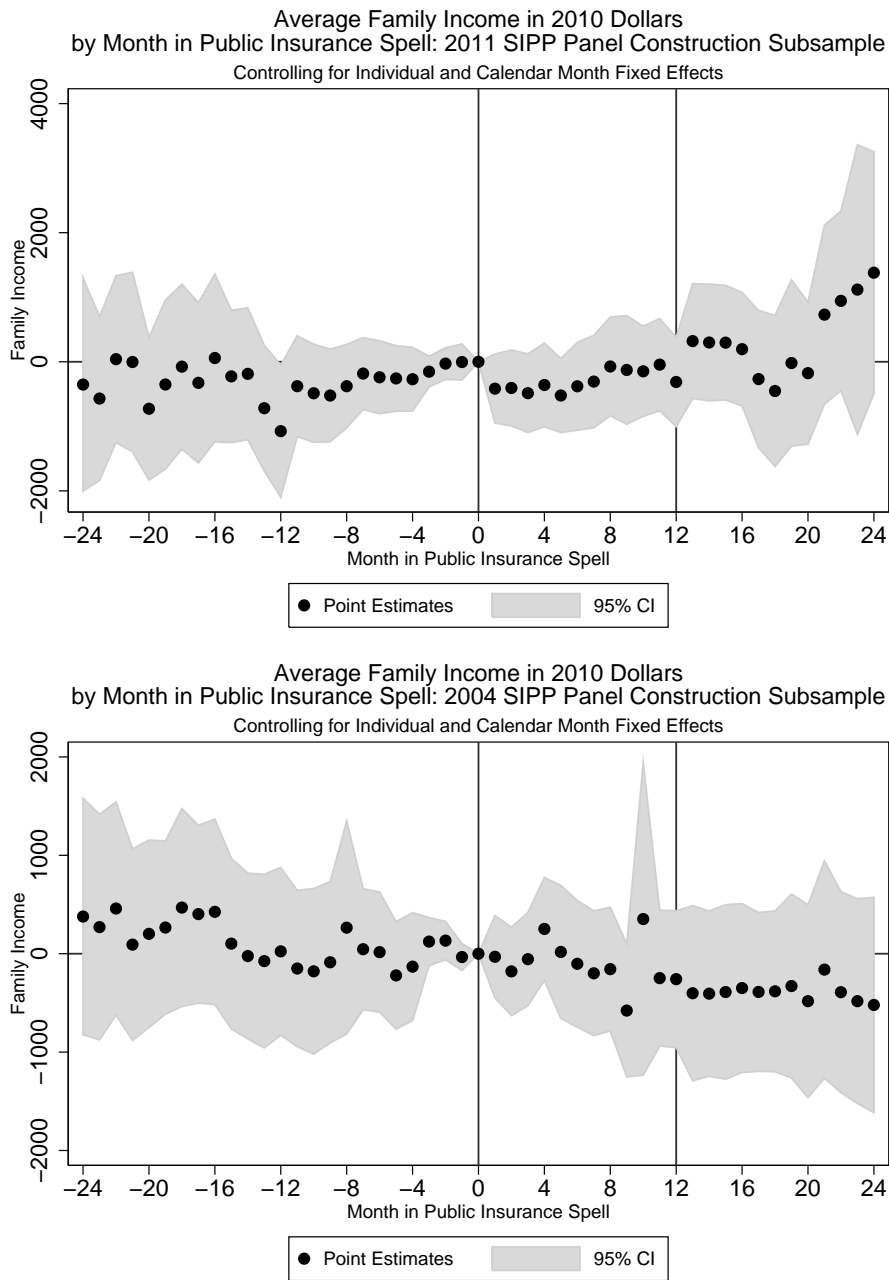 Average Family Income in 2010 Dollars
by Month in Public Insurance Spell: 2011 SIPP Panel Construction Subsample
Controlling for Individual and Calendar Month Fixed Effects
4000
2000
0
−2000
Family Income
−24 −20 −16 −12 −8 −4 0 4 8 12 16 20 24
Month in Public Insurance Spell
Point Estimates 95% CI
Average Family Income in 2010 Dollars
by Month in Public Insurance Spell: 2004 SIPP Panel Construction Subsample
Controlling for Individual and Calendar Month Fixed Effects
2000
1000
0
−1000
−2000
Family Income
−24 −20 −16 −12 −8 −4 0 4 8 12 16 20 24
Month in Public Insurance Spell
Point Estimates 95% CI